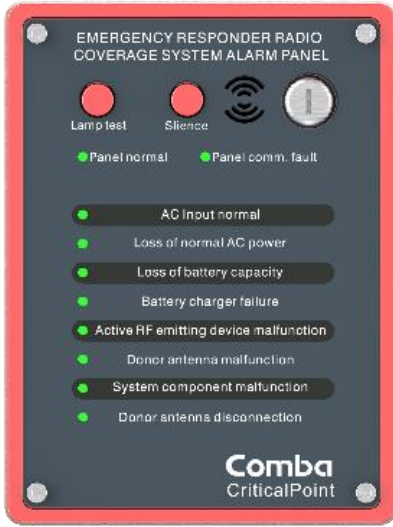 EMERGENCY RESPONDER RADIO
COVERAGE SYSTEM ALARM PANEL
Lamp test Slience
Panel normal Panel comm. fault
AC Input normal
Loss of normal AC power
Loss of battery capacity
Battery charger failure
Active RF emitting device malfunction
Donor antenna malfunction
System component malfunction
Donor antenna disconnection
Comba
CriticalPoint